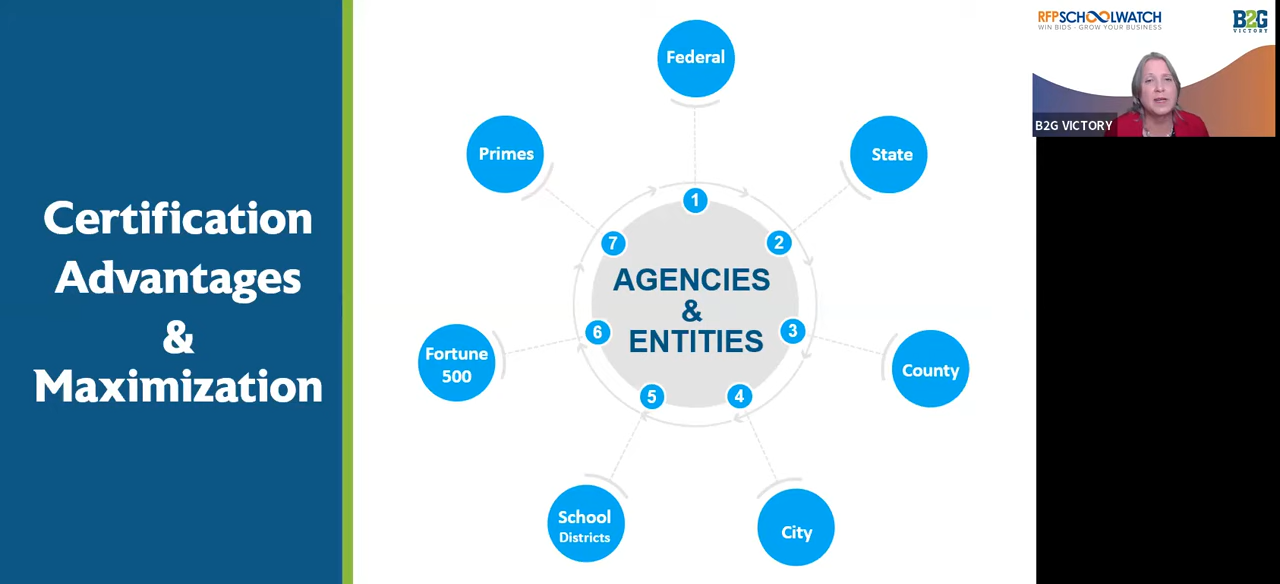 Certification
Advantages
&
Maximization
Federal
State
County
City
School
Districts
Fortune
500
Primes
1
2
3
4
5
6
7
AGENCIES
&
ENTITIES
RFPSCHOOLWATCH
WIN BIDS - GROW YOUR BUSINESS
B2G
VICTORY
B2G VICTORY